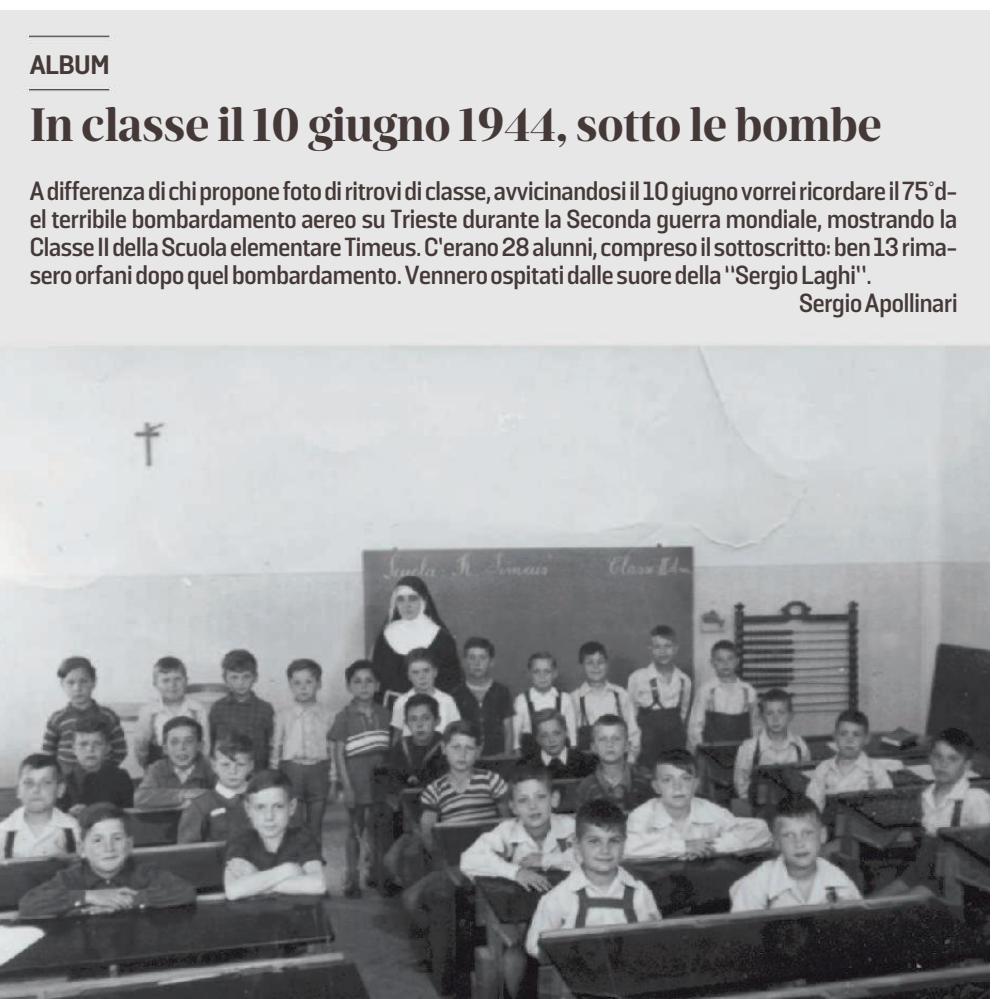 ALBUM
In classe il 10 giugno 1944, sotto le bombe
A differenza di chi propone foto di ritrovi di classe, avvicinandosi il 10 giugno vorrei ricordare il 75°d-
el terribile bombardamento aereo su Trieste durante la Seconda guerra mondiale, mostrando la
Classe II della Scuola elementare Timeus. C'erano 28 alunni, compreso il sottoscritto: ben 13 rima-
sero orfani dopo quel bombardamento. Vennero ospitati dalle suore della "Sergio Laghi".
Sergio Apollinari
Scuola R. Timeus Classe II